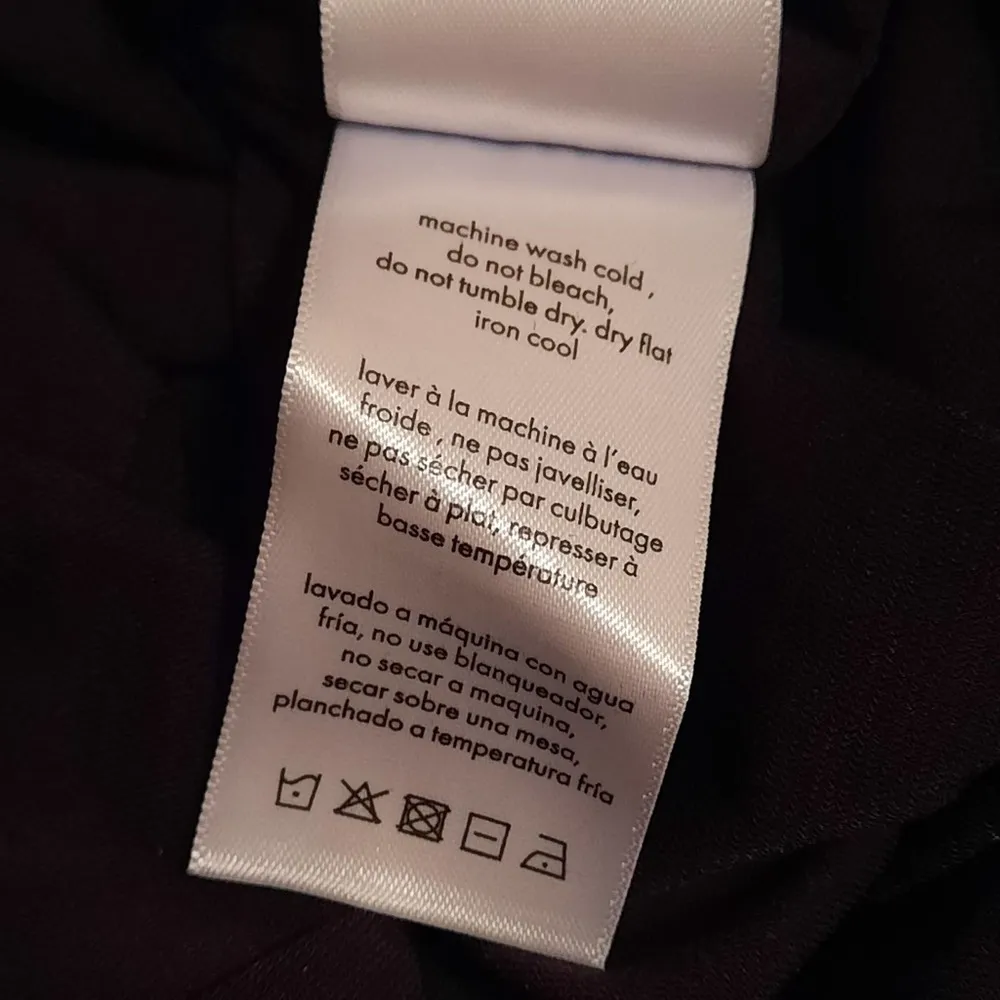 machine wash cold ,
do not bleach,
do not tumble dry. dry flat
iron cool
laver à la machine à l'eau
froide , ne pas javelliser,
ne pas sécher par culbutage
sécher à plat, represser à
basse température
lavado a máquina con agua
fría, no use blanqueador,
no secar a maquina,
secar sobre una mesa,
planchado a temperatura fría